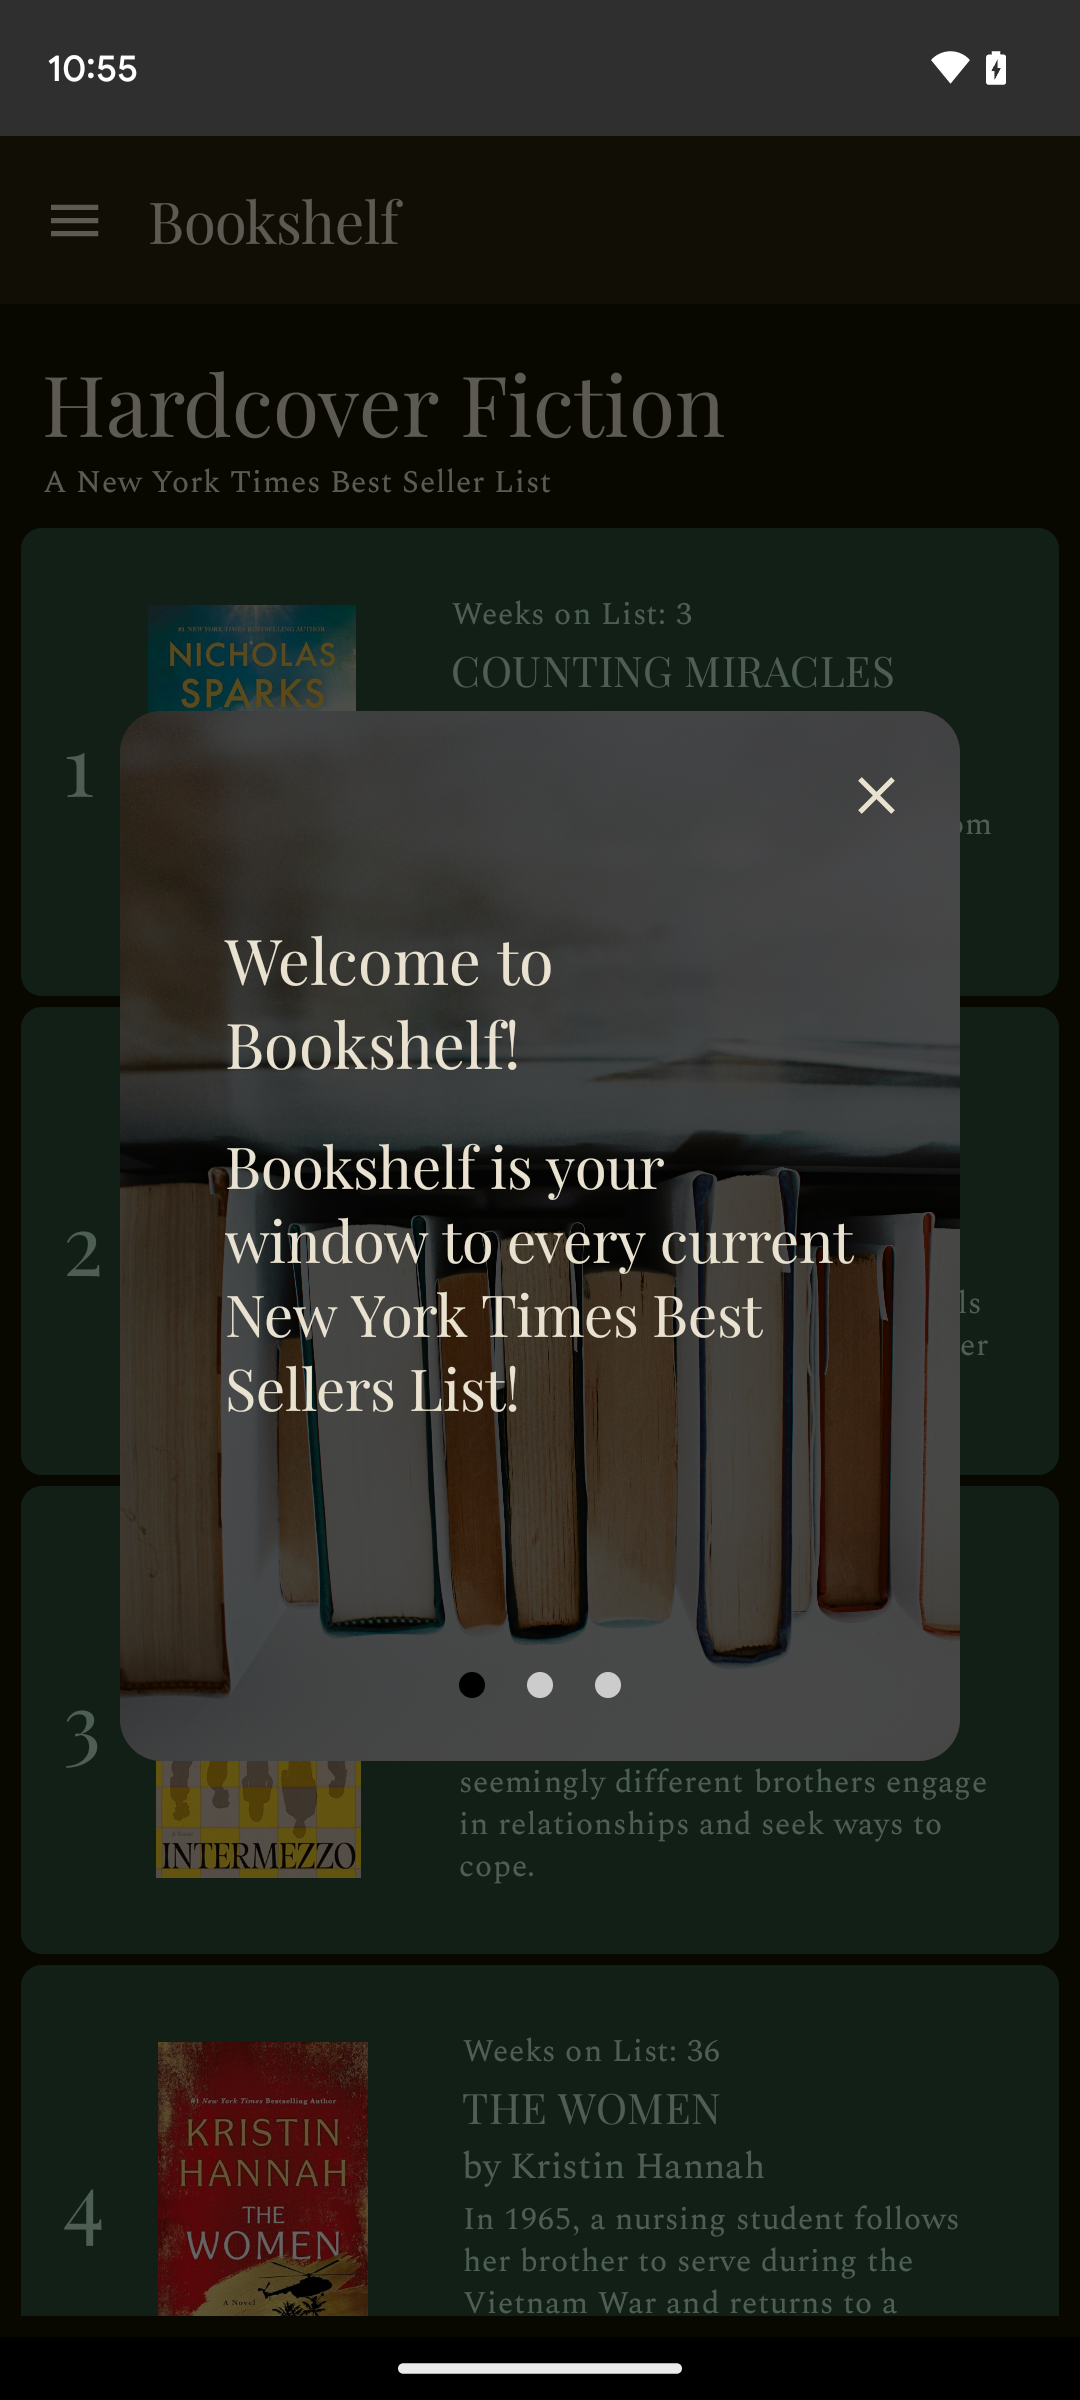 10:55
Bookshelf
Hardcover Fiction
A New York Times Best Seller List
1
#1 NEW YORK TIMES BESTSELLING AUTHOR
NICHOLAS
SPARKS
Weeks on List: 3
COUNTING MIRACLES
om
Welcome to
Bookshelf!
Bookshelf is your
window to every current
New York Times Best
Sellers List!
2
ls
er
3
INTERMEZZO
seemingly different brothers engage
in relationships and seek ways to
cope.
4
#1 New York Times Bestselling Author
KRISTIN
HANNAH
THE
WOMEN
A Novel
Weeks on List: 36
THE WOMEN
by Kristin Hannah
In 1965, a nursing student follows
her brother to serve during the
Vietnam War and returns to a